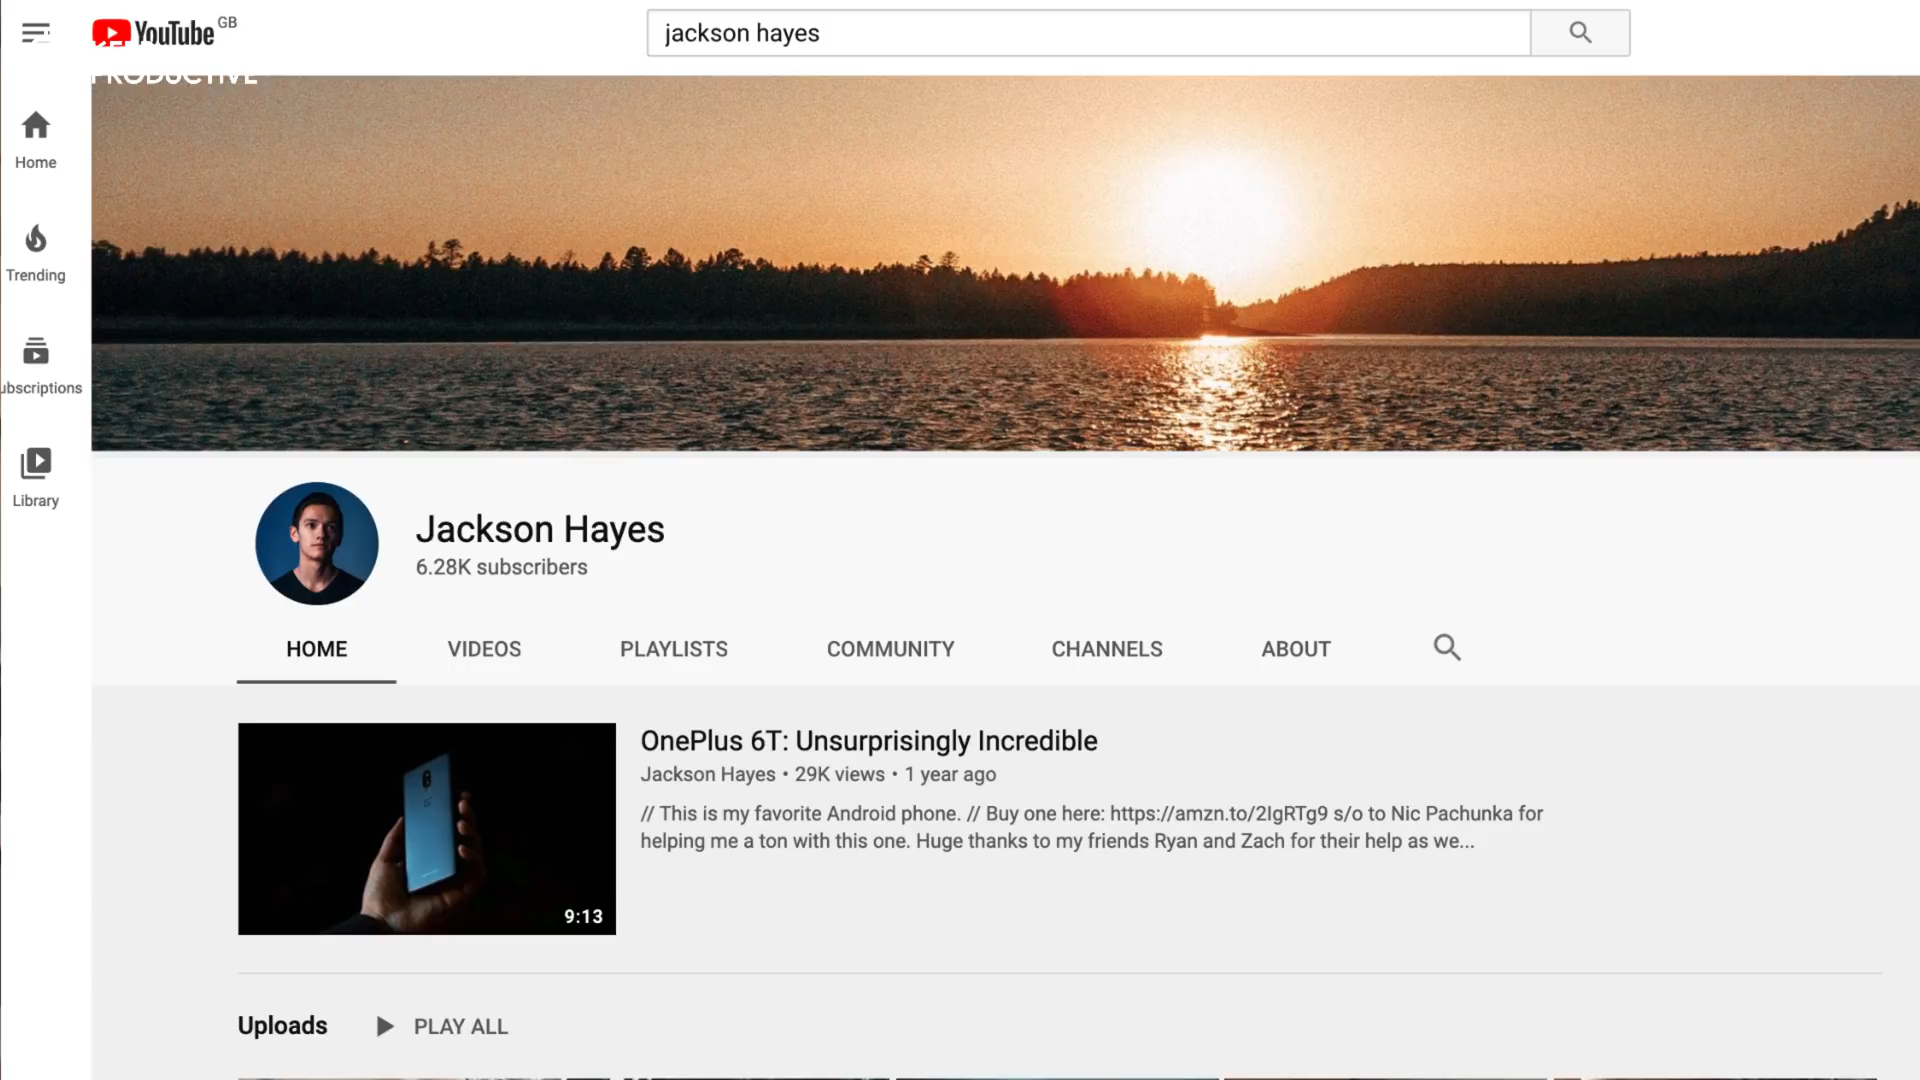 YouTube GB
jackson hayes
PRODUCTIVE
Home
Trending
ubscriptions
Library
Jackson Hayes
6.28K subscribers
HOME VIDEOS PLAYLISTS COMMUNITY CHANNELS ABOUT
OnePlus 6T: Unsurprisingly Incredible
Jackson Hayes • 29K views • 1 year ago
// This is my favorite Android phone. // Buy one here: https://amzn.to/2IgRTg9 s/o to Nic Pachunka for
helping me a ton with this one. Huge thanks to my friends Ryan and Zach for their help as we...
9:13
Uploads PLAY ALL